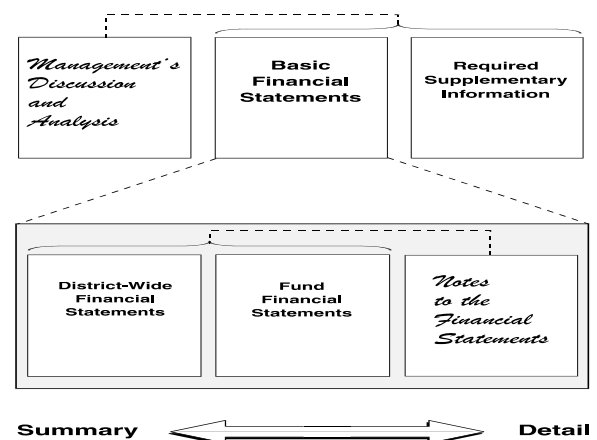 Management's
Discussion
and
Analysis
Basic
Financial
Statements
Required
Supplementary
Information
District-Wide
Financial
Statements
Fund
Financial
Statements
Notes
to the
Financial
Statements
Summary
Detail